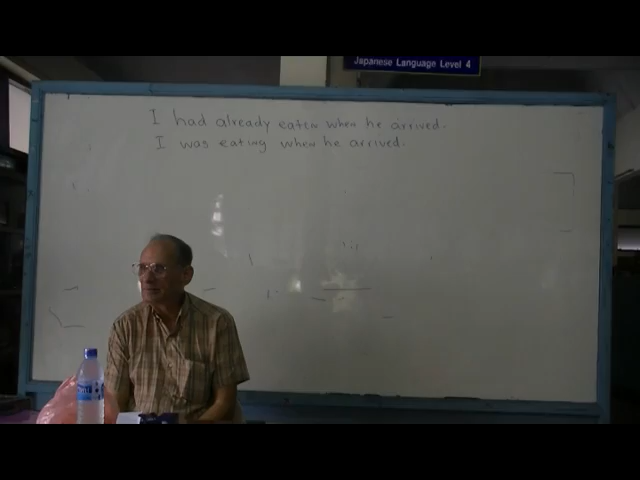 Japanese Language Level 4
I had already eaten when he arrived.
I was eating when he arrived.